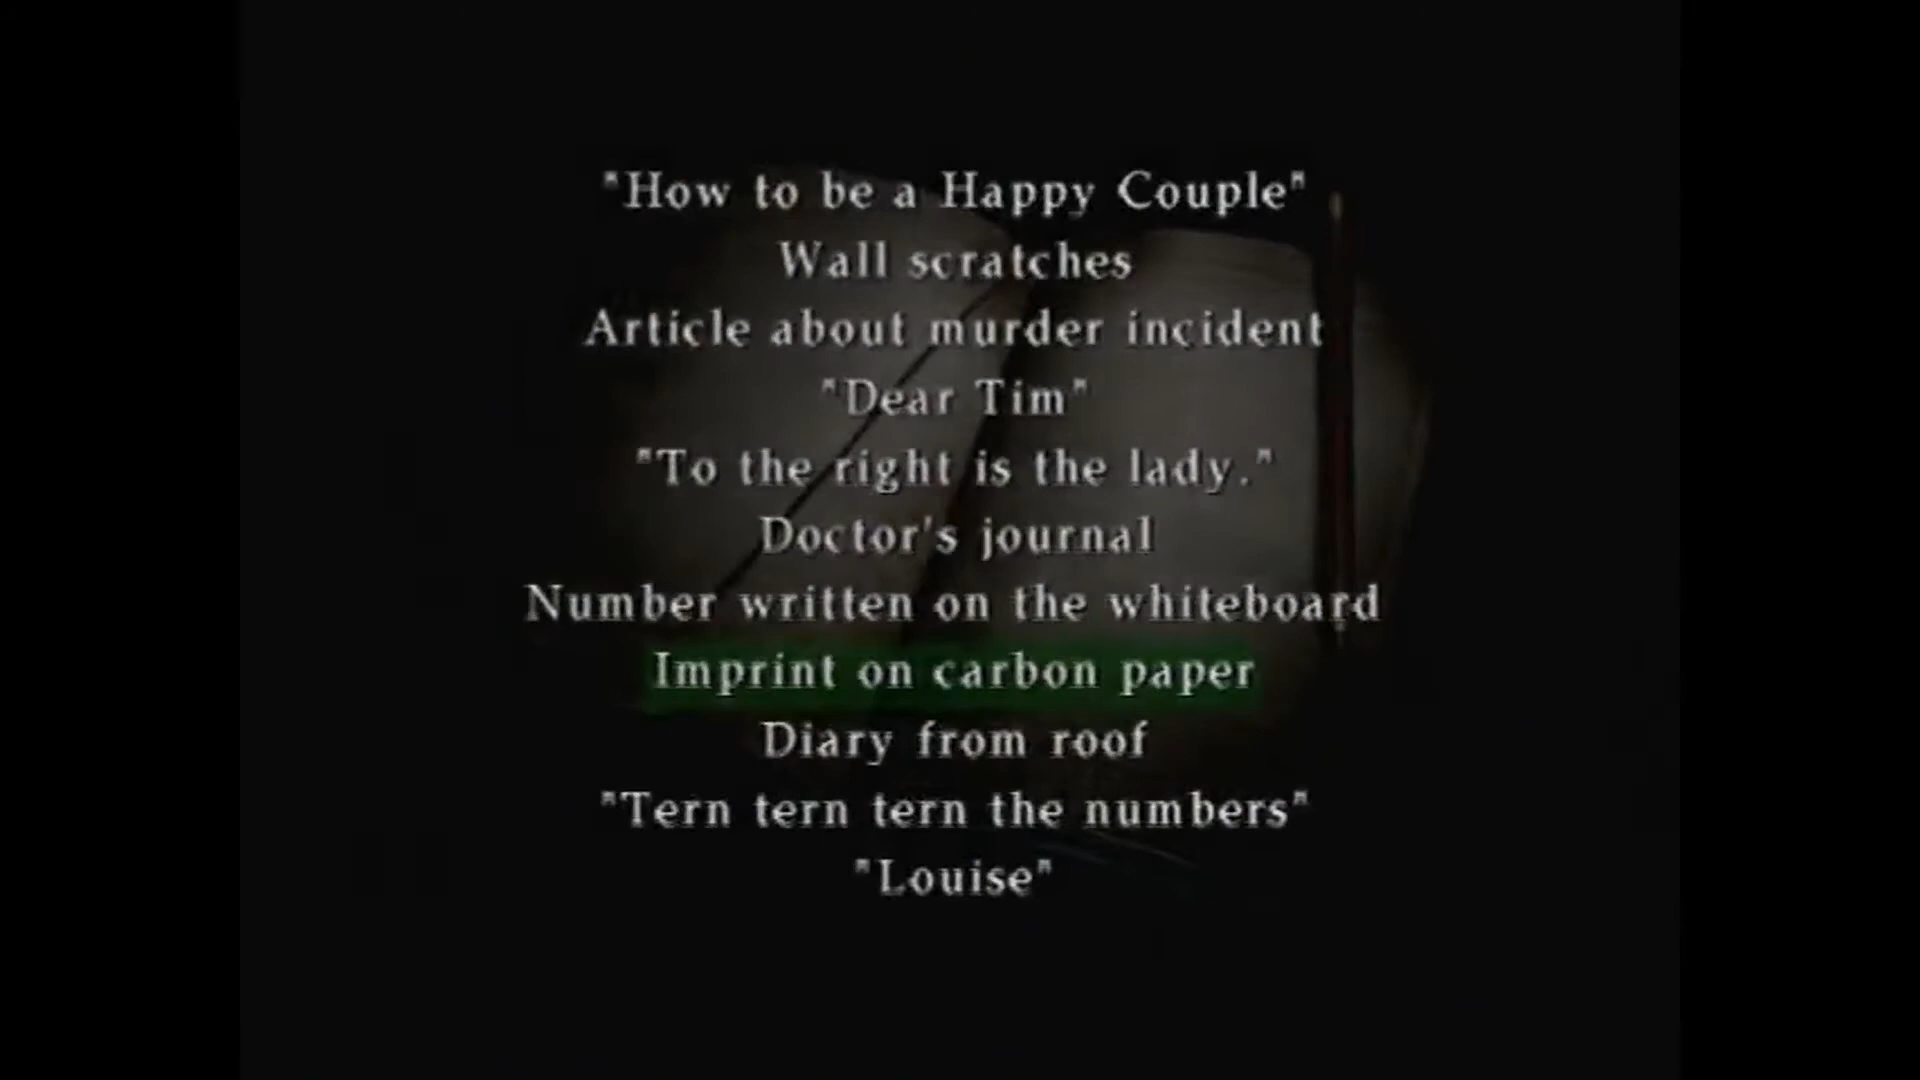 "How to be a Happy Couple"
Wall scratches
Article about murder incident
"Dear Tim"
"To the right is the lady."
Doctor's journal
Number written on the whiteboard
Imprint on carbon paper
Diary from roof
"Tern tern tern the numbers"
"Louise"